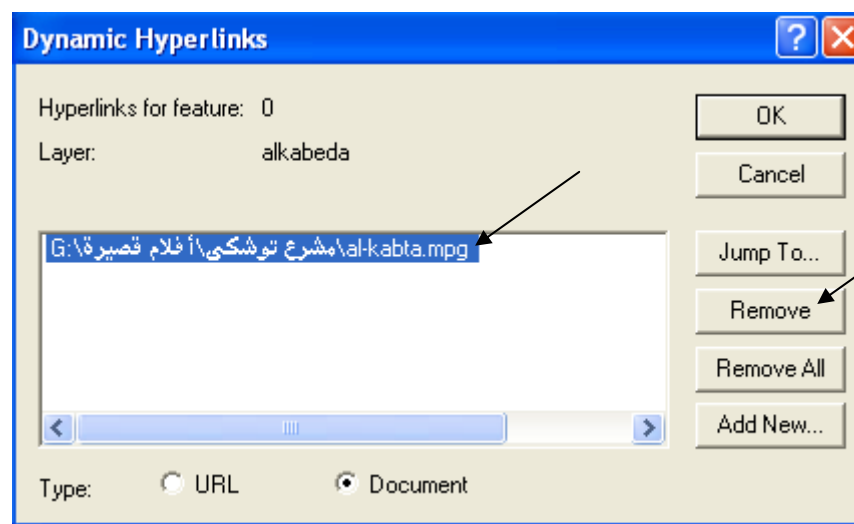 Dynamic Hyperlinks
Hyperlinks for feature: 0
Layer: alkabeda
G:\مشرع توشكى\أفلام قصيرة\al-kabta.mpg
Type: URL Document
OK
Cancel
Jump To...
Remove
Remove All
Add New...